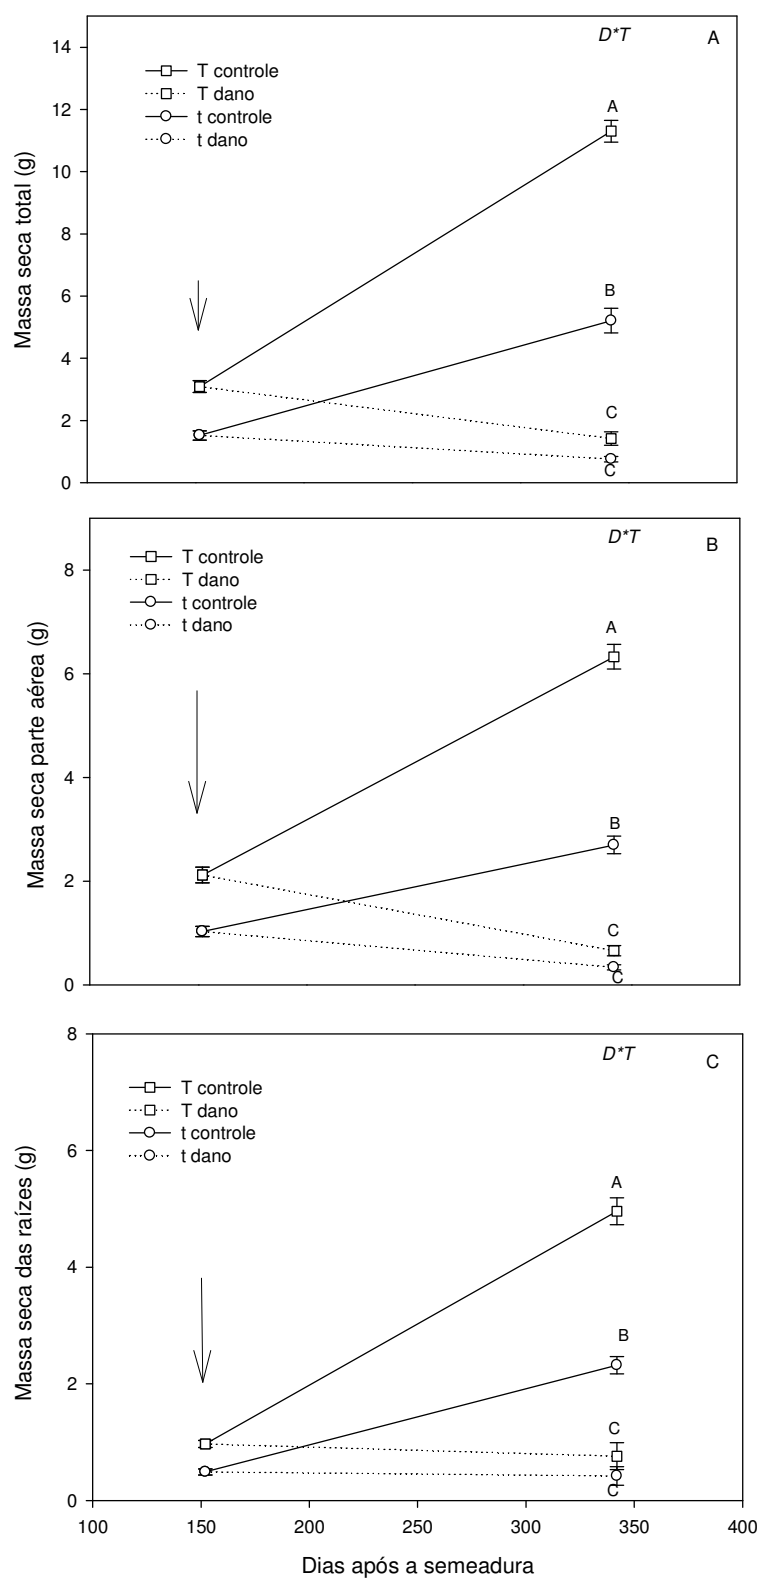 D*T
A
14
T controle
T dano
t controle
t dano
A
12
10
8
B
6
4
C
2
C
0
Massa seca total (g)
D*T
B
T controle
T dano
t controle
t dano
8
A
6
4
B
2
C
C
0
Massa seca parte aérea (g)
8
D*T
C
T controle
T dano
t controle
t dano
6
A
4
B
2
C
C
0
Massa seca das raízes (g)
100 150 200 250 300 350 400
Dias após a semeadura